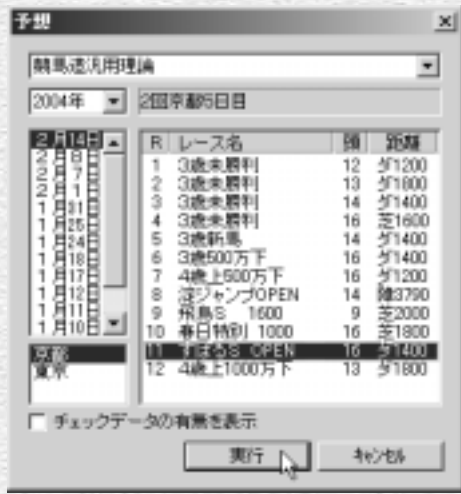 予想
競馬道汎用理論
2004年 2回京都5日目
2月14日
2月8日
2月7日
2月1日
1月31日
1月25日
1月24日
1月18日
1月17日
1月12日
1月11日
1月10日
京都
東京
R レース名 頭 距離
1 3歳未勝利 12 ダ1200
2 3歳未勝利 13 ダ1800
3 3歳未勝利 14 ダ1400
4 3歳未勝利 16 芝1600
5 3歳新馬 14 ダ1400
6 3歳500万下 16 ダ1400
7 4歳上500万下 16 ダ1200
8 淀ジャンプOPEN 14 障3790
9 飛鳥S 1600 9 芝2000
10 春日特別 1000 16 芝1800
11 すばるS OPEN 16 ダ1400
12 4歳上1000万下 13 ダ1800
チェックデータの有無を表示
実行 キャンセル